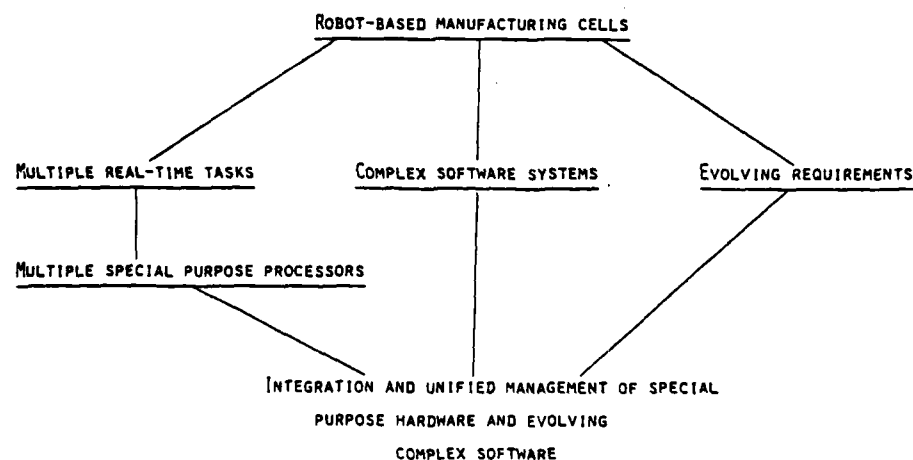 ROBOT-BASED MANUFACTURING CELLS
MULTIPLE REAL-TIME TASKS
COMPLEX SOFTWARE SYSTEMS
EVOLVING REQUIREMENTS
MULTIPLE SPECIAL PURPOSE PROCESSORS
INTEGRATION AND UNIFIED MANAGEMENT OF SPECIAL
PURPOSE HARDWARE AND EVOLVING
COMPLEX SOFTWARE